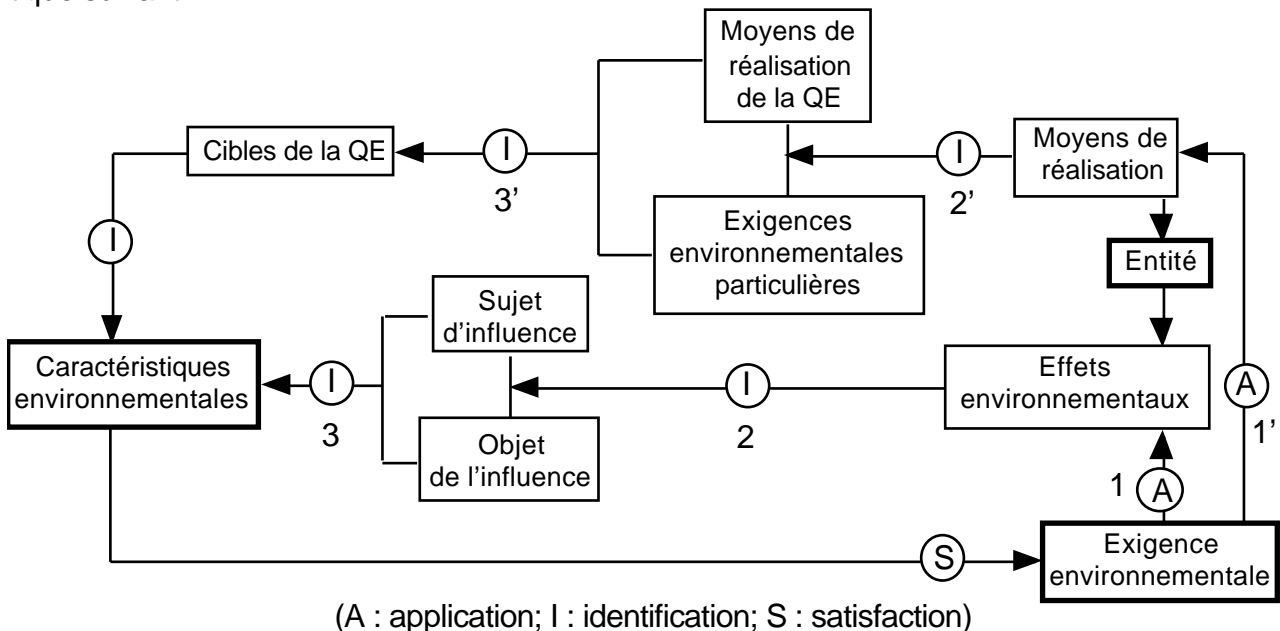 Moyens de
réalisation
de la QE
Cibles de la QE
I
3’
I
2’
Moyens de
réalisation
I
Exigences
environnementales
particulières
Entité
Sujet
d’influence
Caractéristiques
environnementales
I
3
I
2
Effets
environnementaux
A
1’
Objet
de l’influence
1
A
S
Exigence
environnementale
(A : application; I : identification; S : satisfaction)